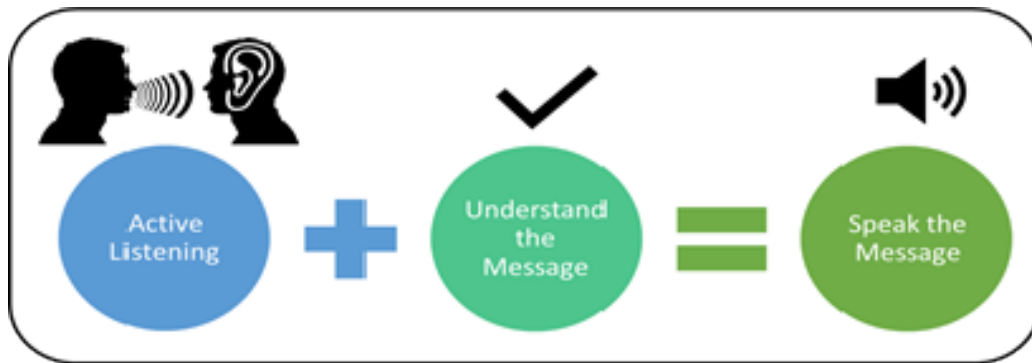 Active
Listening
Understand
the
Message
Speak the
Message